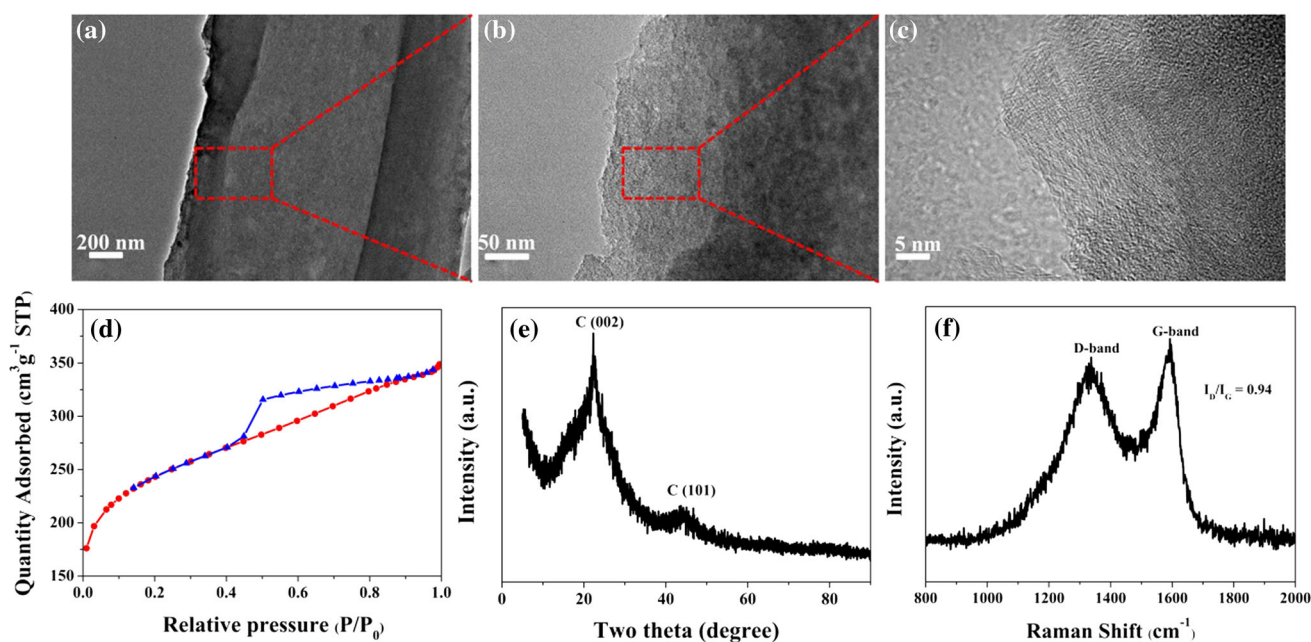 (a)
200 nm
(b)
50 nm
(c)
5 nm
(d)
Quantity Adsorbed (cm³g⁻¹ STP)
400
350
300
250
200
150
0.0 0.2 0.4 0.6 0.8 1.0
Relative pressure (P/P₀)
(e)
C (002)
C (101)
Intensity (a.u.)
0 20 40 60 80
Two theta (degree)
(f)
D-band
G-band
I_D/I_G = 0.94
Intensity (a.u.)
800 1000 1200 1400 1600 1800 2000
Raman Shift (cm⁻¹)